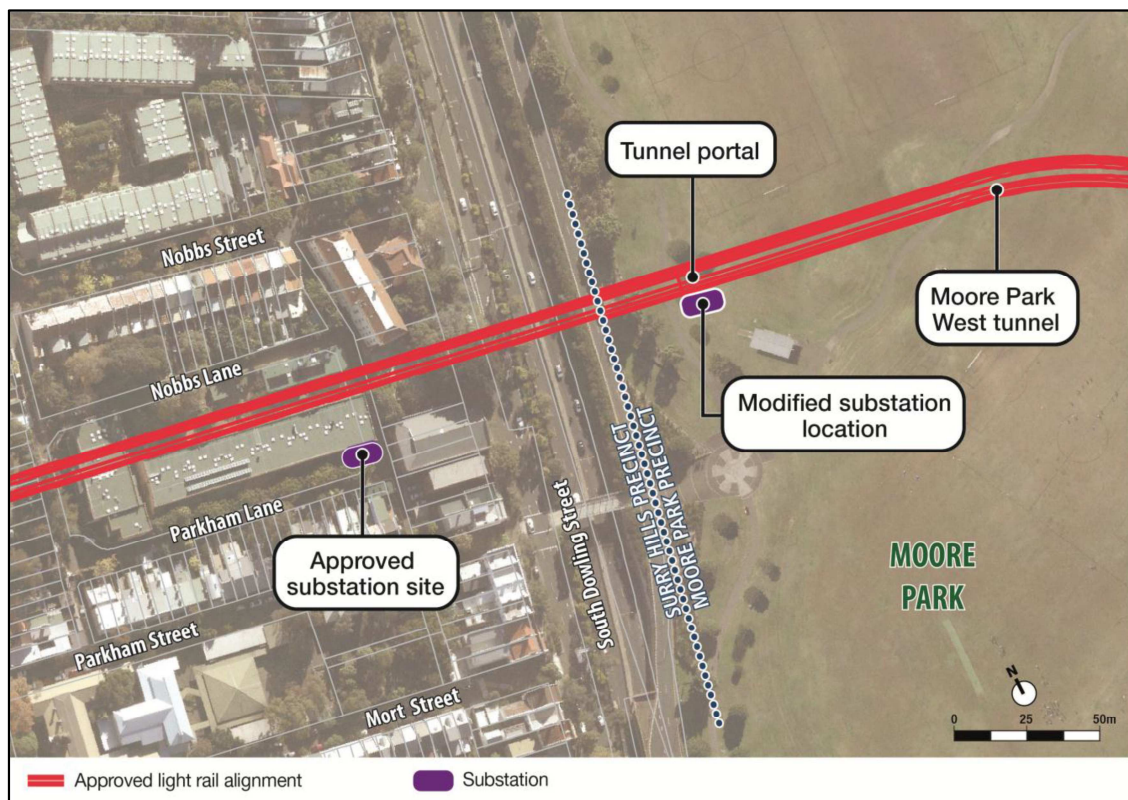 Tunnel portal
Nobbs Street
Moore Park
West tunnel
Nobbs Lane
Modified substation
location
SURRY HILLS PRECINCT
MOORE PARK PRECINCT
Parkham Lane
South Dowling Street
Approved
substation site
MOORE
PARK
Parkham Street
Mort Street
N
0 25 50m
Approved light rail alignment
Substation